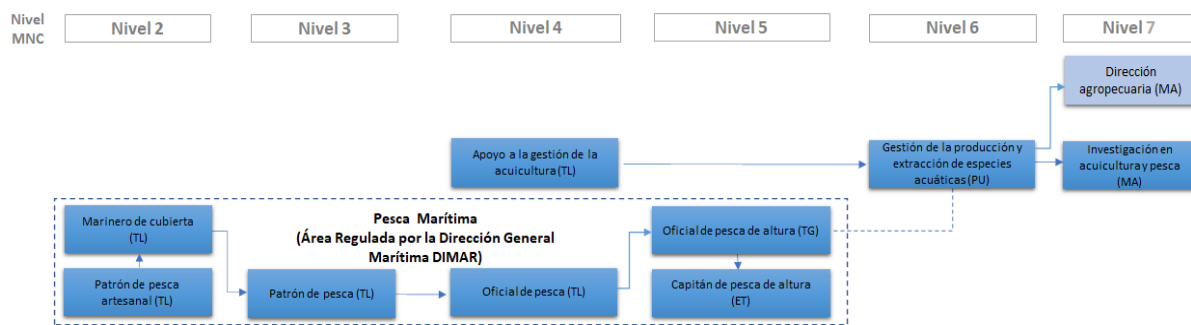 Nivel
MNC
Nivel 2
Nivel 3
Nivel 4
Nivel 5
Nivel 6
Nivel 7
Dirección
agropecuaria (MA)
Apoyo a la gestión de la
acuicultura (TL)
Gestión de la producción y
extracción de especies
acuáticas (PU)
Investigación en
acuicultura y pesca
(MA)
Marinero de cubierta
(TL)
Pesca Marítima
(Área Regulada por la Dirección General
Marítima DIMAR)
Oficial de pesca de altura (TG)
Patrón de pesca
artesanal (TL)
Patrón de pesca (TL)
Oficial de pesca (TL)
Capitán de pesca de altura
(ET)